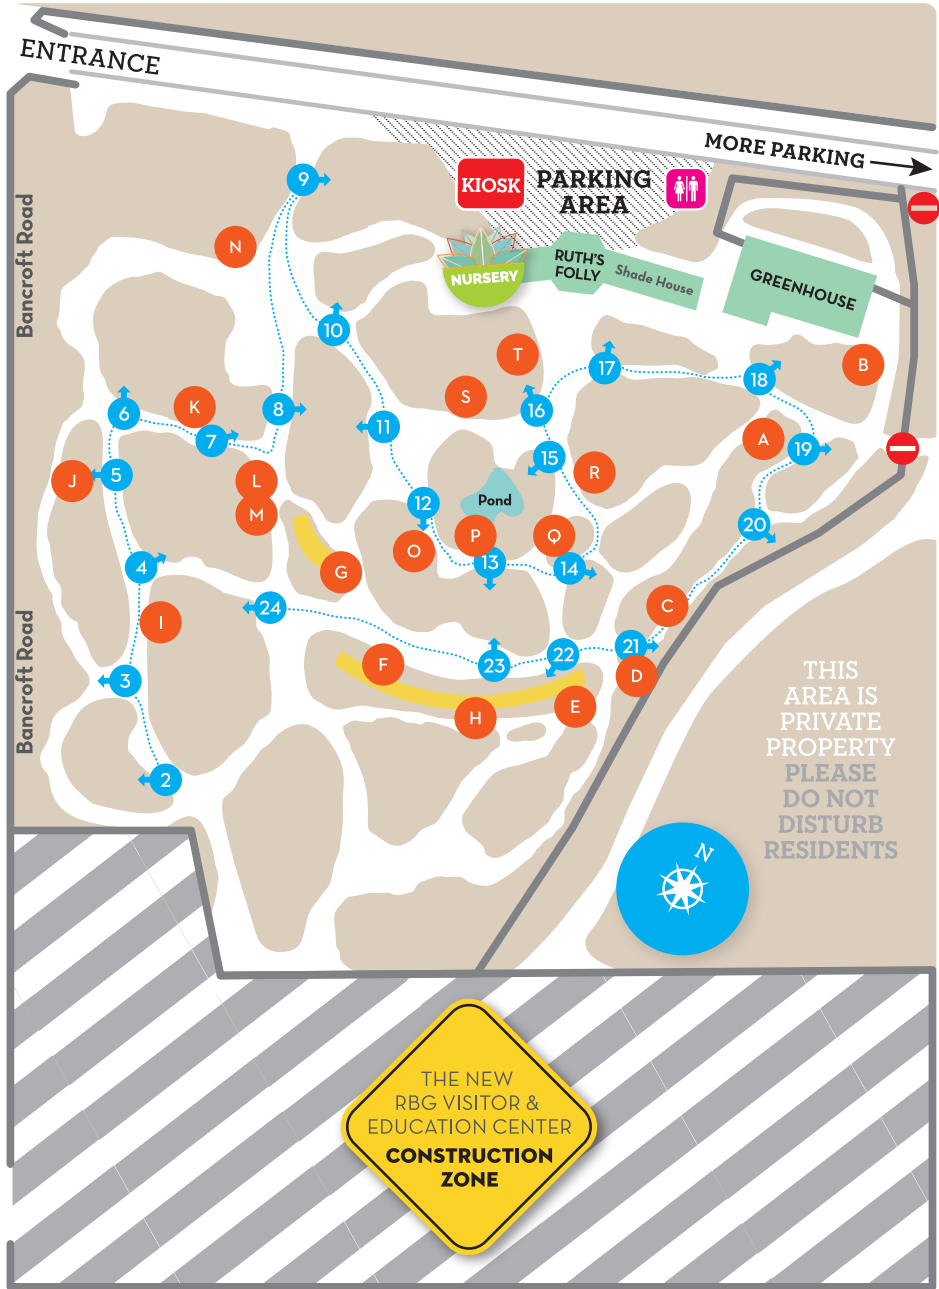 ENTRANCE
MORE PARKING
KIOSK
PARKING
AREA
NURSERY
RUTH'S
FOLLY
Shade House
GREENHOUSE
Bancroft Road
Bancroft Road
9
N
10
T
17
18
B
S
K
6
7
8
11
16
A
19
J
5
L
M
12
15
R
Pond
20
4
G
O
P
13
Q
14
I
24
C
3
F
23
22
21
D
H
E
2
THIS
AREA IS
PRIVATE
PROPERTY
PLEASE
DO NOT
DISTURB
RESIDENTS
N
THE NEW
RBG VISITOR &
EDUCATION CENTER
CONSTRUCTION
ZONE